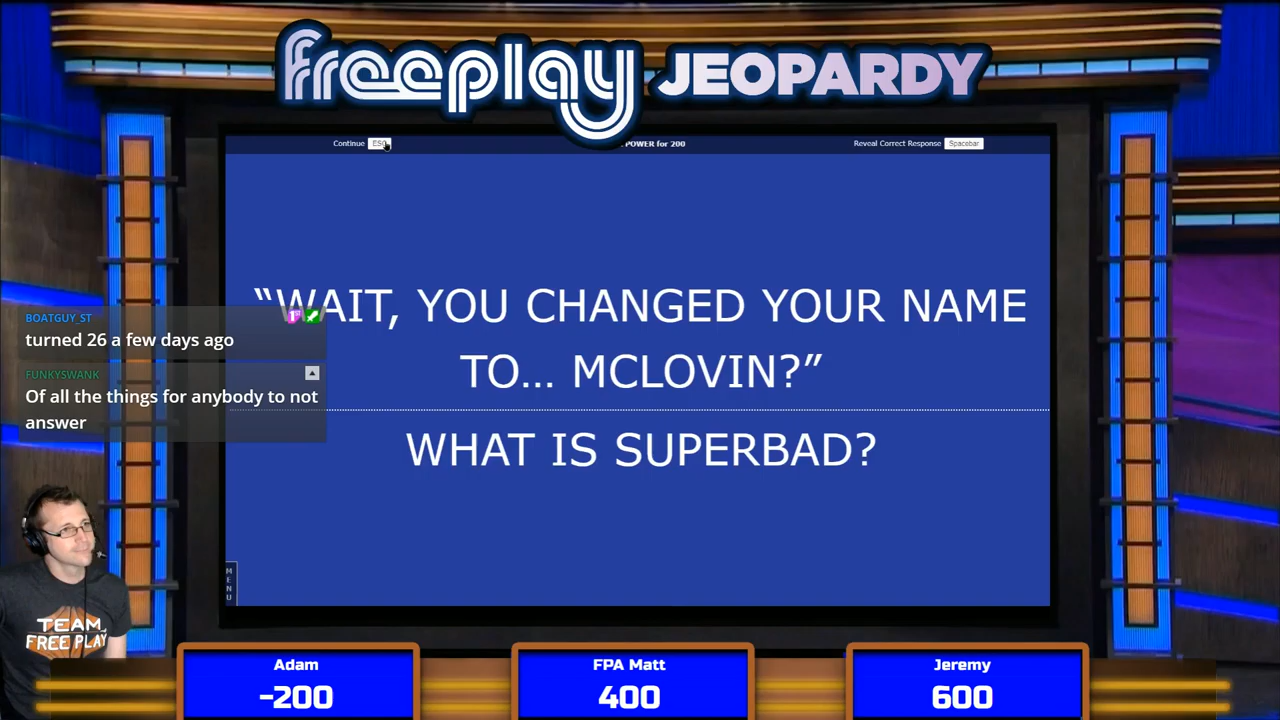 freeplay JEOPARDY
Continue ESC POWER for 200 Reveal Correct Response Spacebar
“WAIT, YOU CHANGED YOUR NAME
TO... MCLOVIN?”
WHAT IS SUPERBAD?
BOATGUY_ST
turned 26 a few days ago
FUNKYSWANK
Of all the things for anybody to not
answer
MENU
TEAM
FREE PLAY
Adam
-200
FPA Matt
400
Jeremy
600